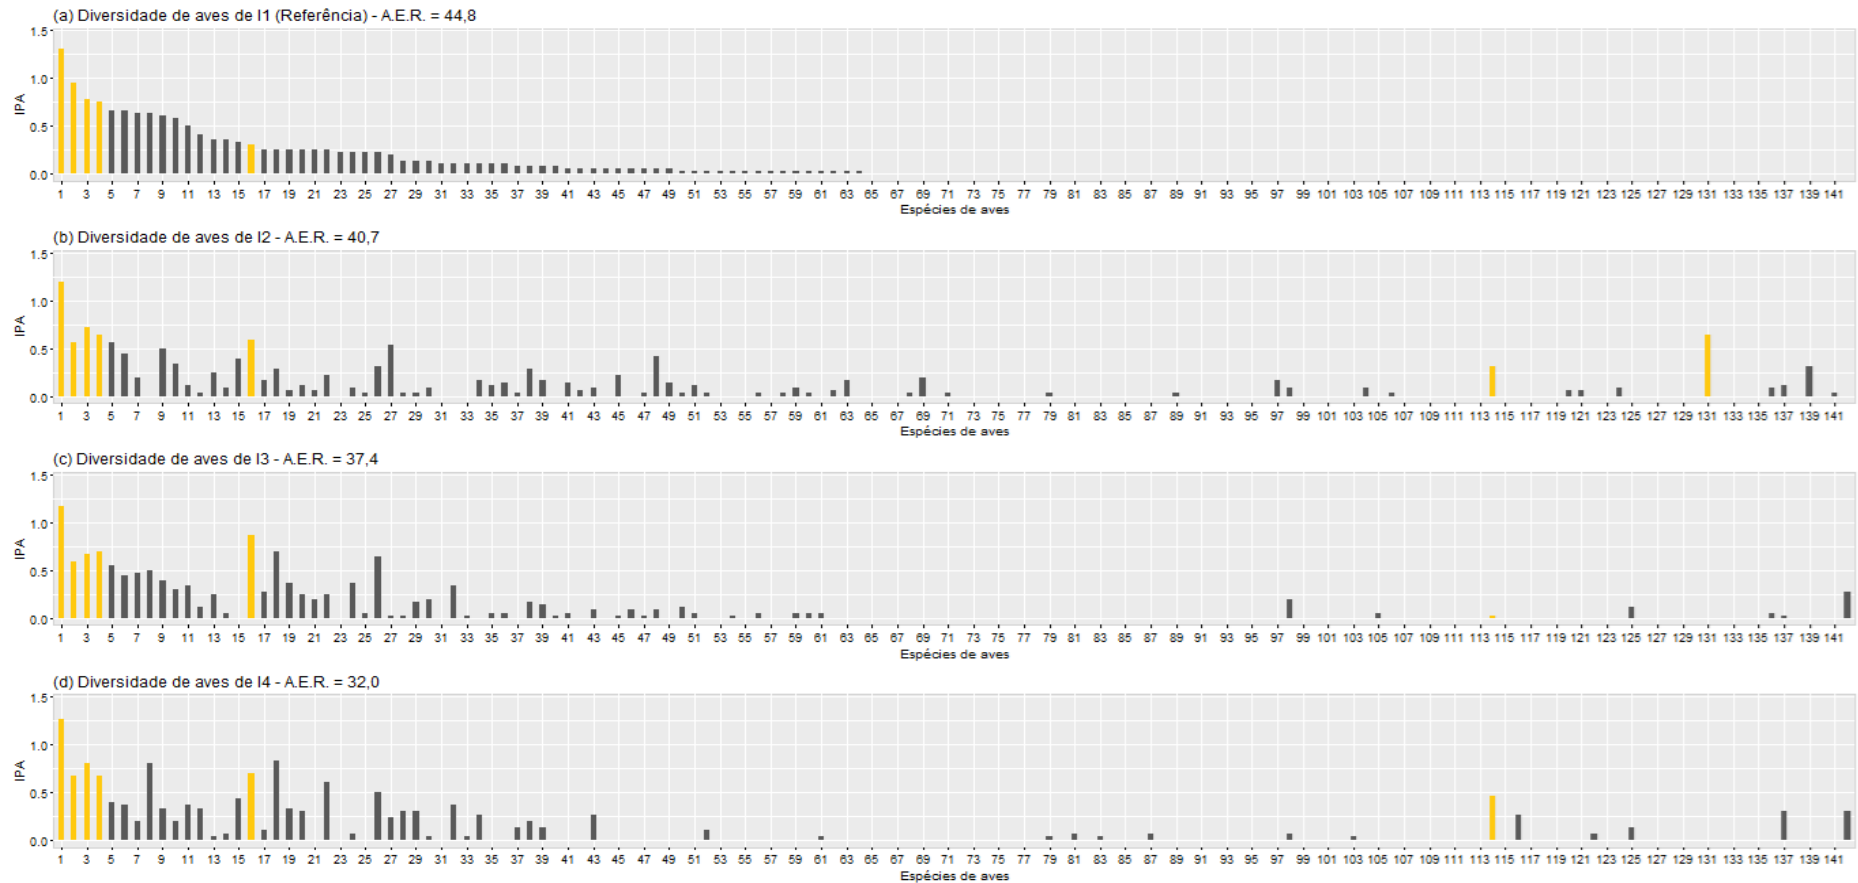 (a) Diversidade de aves de I1 (Referência) - A.E.R. = 44,8
1.5
1.0
0.5
0.0
IPA
1 3 5 7 9 11 13 15 17 19 21 23 25 27 29 31 33 35 37 39 41 43 45 47 49 51 53 55 57 59 61 63 65 67 69 71 73 75 77 79 81 83 85 87 89 91 93 95 97 99 101 103 105 107 109 111 113 115 117 119 121 123 125 127 129 131 133 135 137 139 141
Espécies de aves
(b) Diversidade de aves de I2 - A.E.R. = 40,7
1.5
1.0
0.5
0.0
IPA
1 3 5 7 9 11 13 15 17 19 21 23 25 27 29 31 33 35 37 39 41 43 45 47 49 51 53 55 57 59 61 63 65 67 69 71 73 75 77 79 81 83 85 87 89 91 93 95 97 99 101 103 105 107 109 111 113 115 117 119 121 123 125 127 129 131 133 135 137 139 141
Espécies de aves
(c) Diversidade de aves de I3 - A.E.R. = 37,4
1.5
1.0
0.5
0.0
IPA
1 3 5 7 9 11 13 15 17 19 21 23 25 27 29 31 33 35 37 39 41 43 45 47 49 51 53 55 57 59 61 63 65 67 69 71 73 75 77 79 81 83 85 87 89 91 93 95 97 99 101 103 105 107 109 111 113 115 117 119 121 123 125 127 129 131 133 135 137 139 141
Espécies de aves
(d) Diversidade de aves de I4 - A.E.R. = 32,0
1.5
1.0
0.5
0.0
IPA
1 3 5 7 9 11 13 15 17 19 21 23 25 27 29 31 33 35 37 39 41 43 45 47 49 51 53 55 57 59 61 63 65 67 69 71 73 75 77 79 81 83 85 87 89 91 93 95 97 99 101 103 105 107 109 111 113 115 117 119 121 123 125 127 129 131 133 135 137 139 141
Espécies de aves